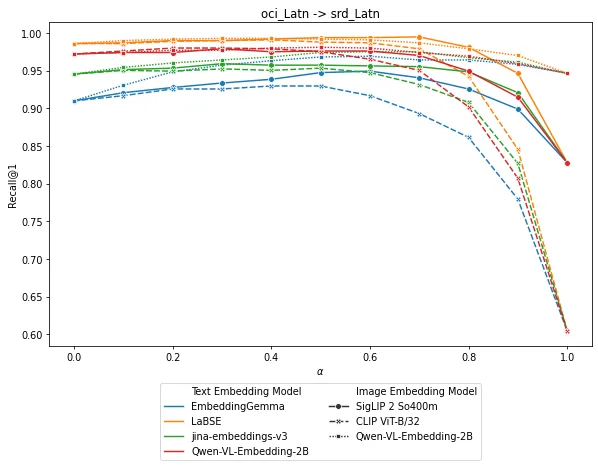 oci_Latn -> srd_Latn
Recall@1
1.00
0.95
0.90
0.85
0.80
0.75
0.70
0.65
0.60
0.0 0.2 0.4 0.6 0.8 1.0
α
Text Embedding Model Image Embedding Model
EmbeddingGemma SigLIP 2 So400m
LaBSE CLIP ViT-B/32
jina-embeddings-v3 Qwen-VL-Embedding-2B
Qwen-VL-Embedding-2B